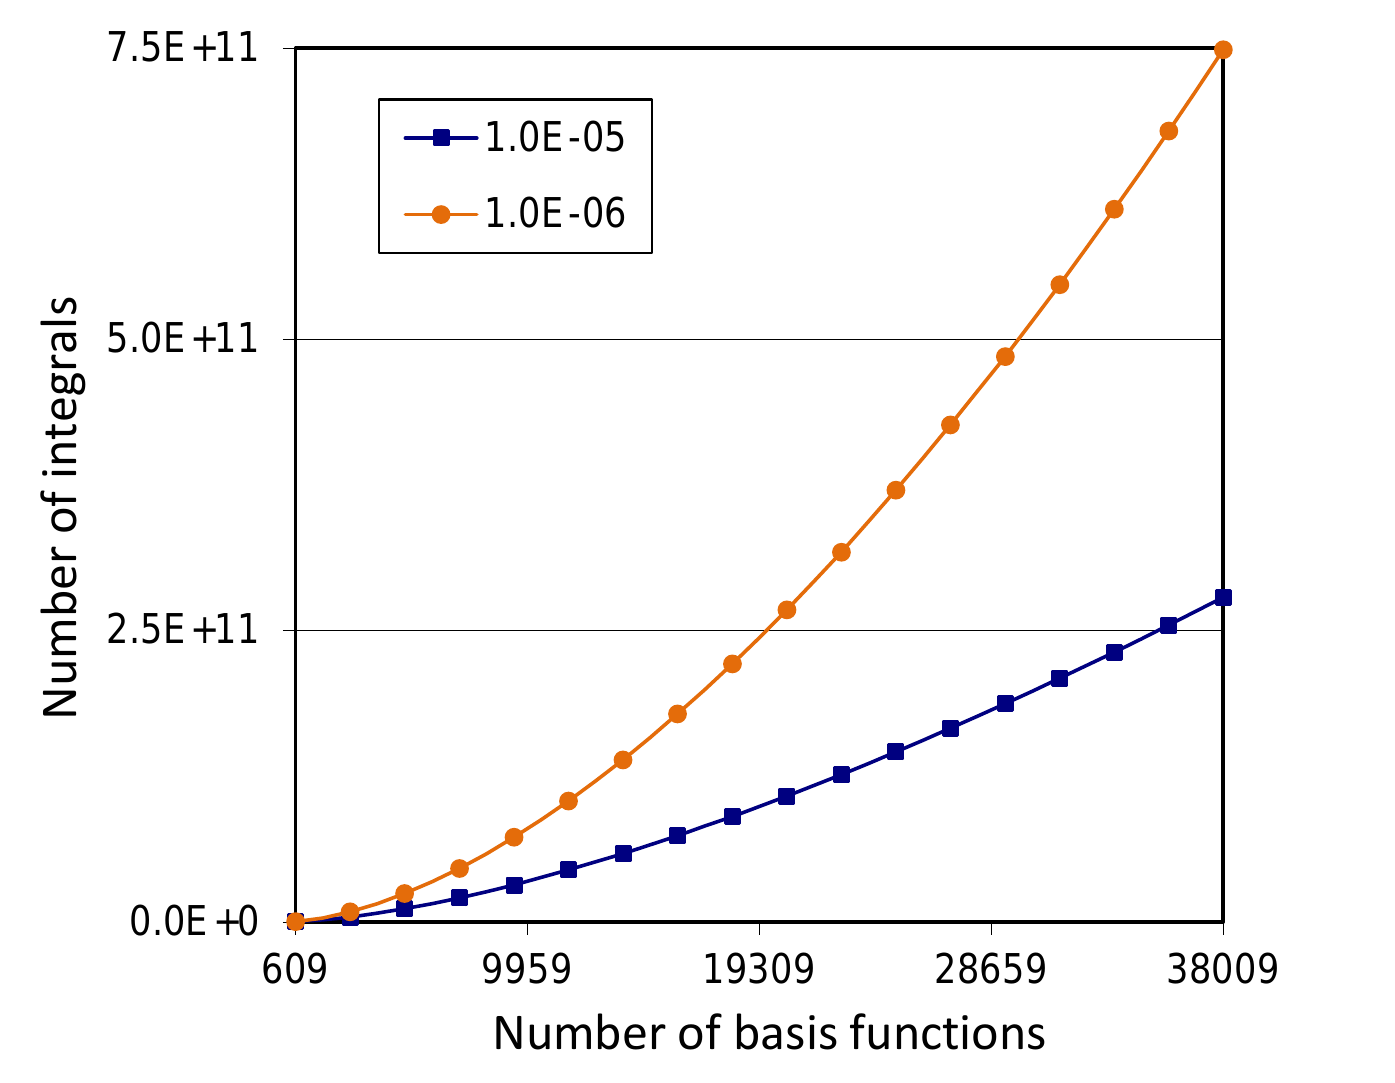 7.5E+11
1.0E-05
1.0E-06
5.0E+11
Number of integrals
2.5E+11
0.0E+0
609 9959 19309 28659 38009
Number of basis functions